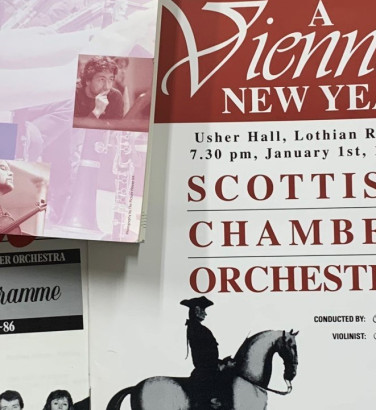 A
Vienn
NEW YEA
Usher Hall, Lothian R
7.30 pm, January 1st, 1
SCOTTIS
CHAMBE
ORCHEST
CONDUCTED BY:
VIOLINIST:
ER ORCHESTRA
ramme
-86